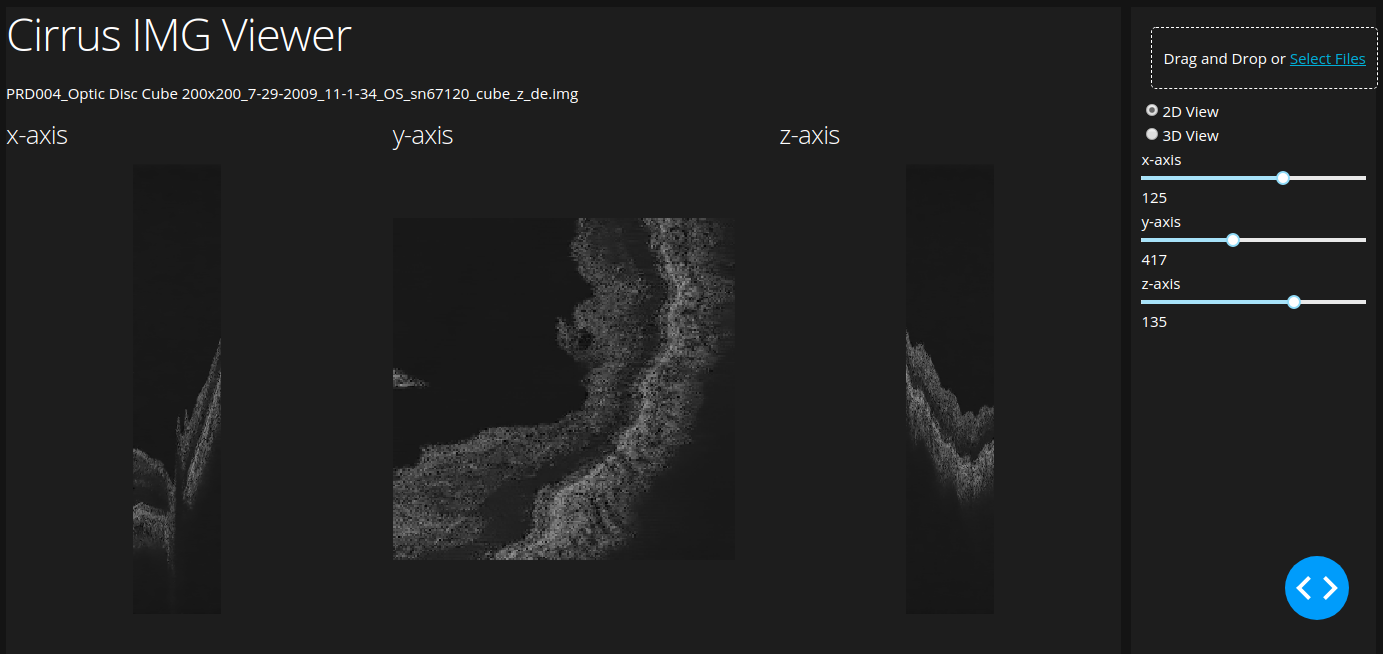 Cirrus IMG Viewer
PRD004_Optic Disc Cube 200x200_7-29-2009_11-1-34_OS_sn67120_cube_z_de.img
x-axis
y-axis
z-axis
Drag and Drop or Select Files
2D View
3D View
x-axis
125
y-axis
417
z-axis
135